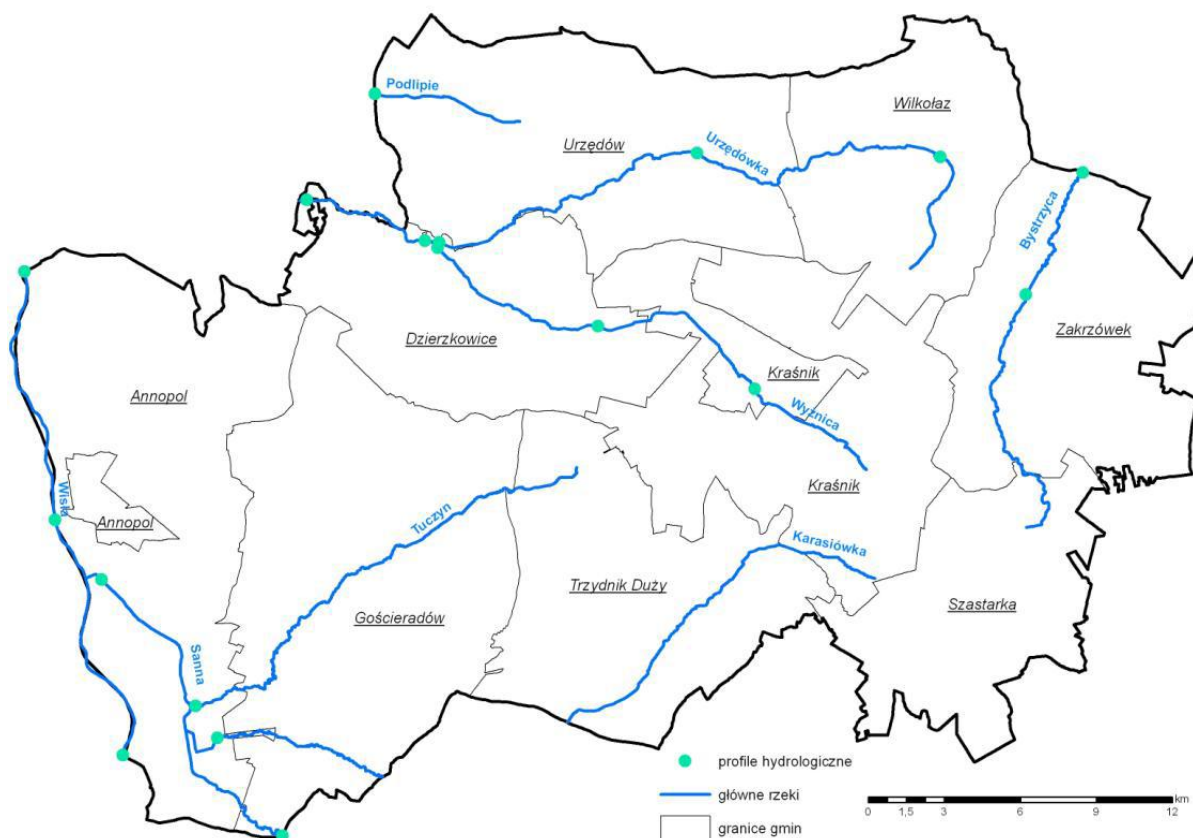 Podlipie
Wilkołaz
Urzędów
Urzędówka
Bystrzyca
Dzierzkowice
Zakrzówek
Kraśnik
Annopol
Wyżnica
Wisła
Annopol
Tuczyn
Kraśnik
Karasiówka
Trzydnik Duży
Gościeradów
Szastarka
Sanna
profile hydrologiczne
główne rzeki
granice gmin
km
0 1,5 3 6 9 12